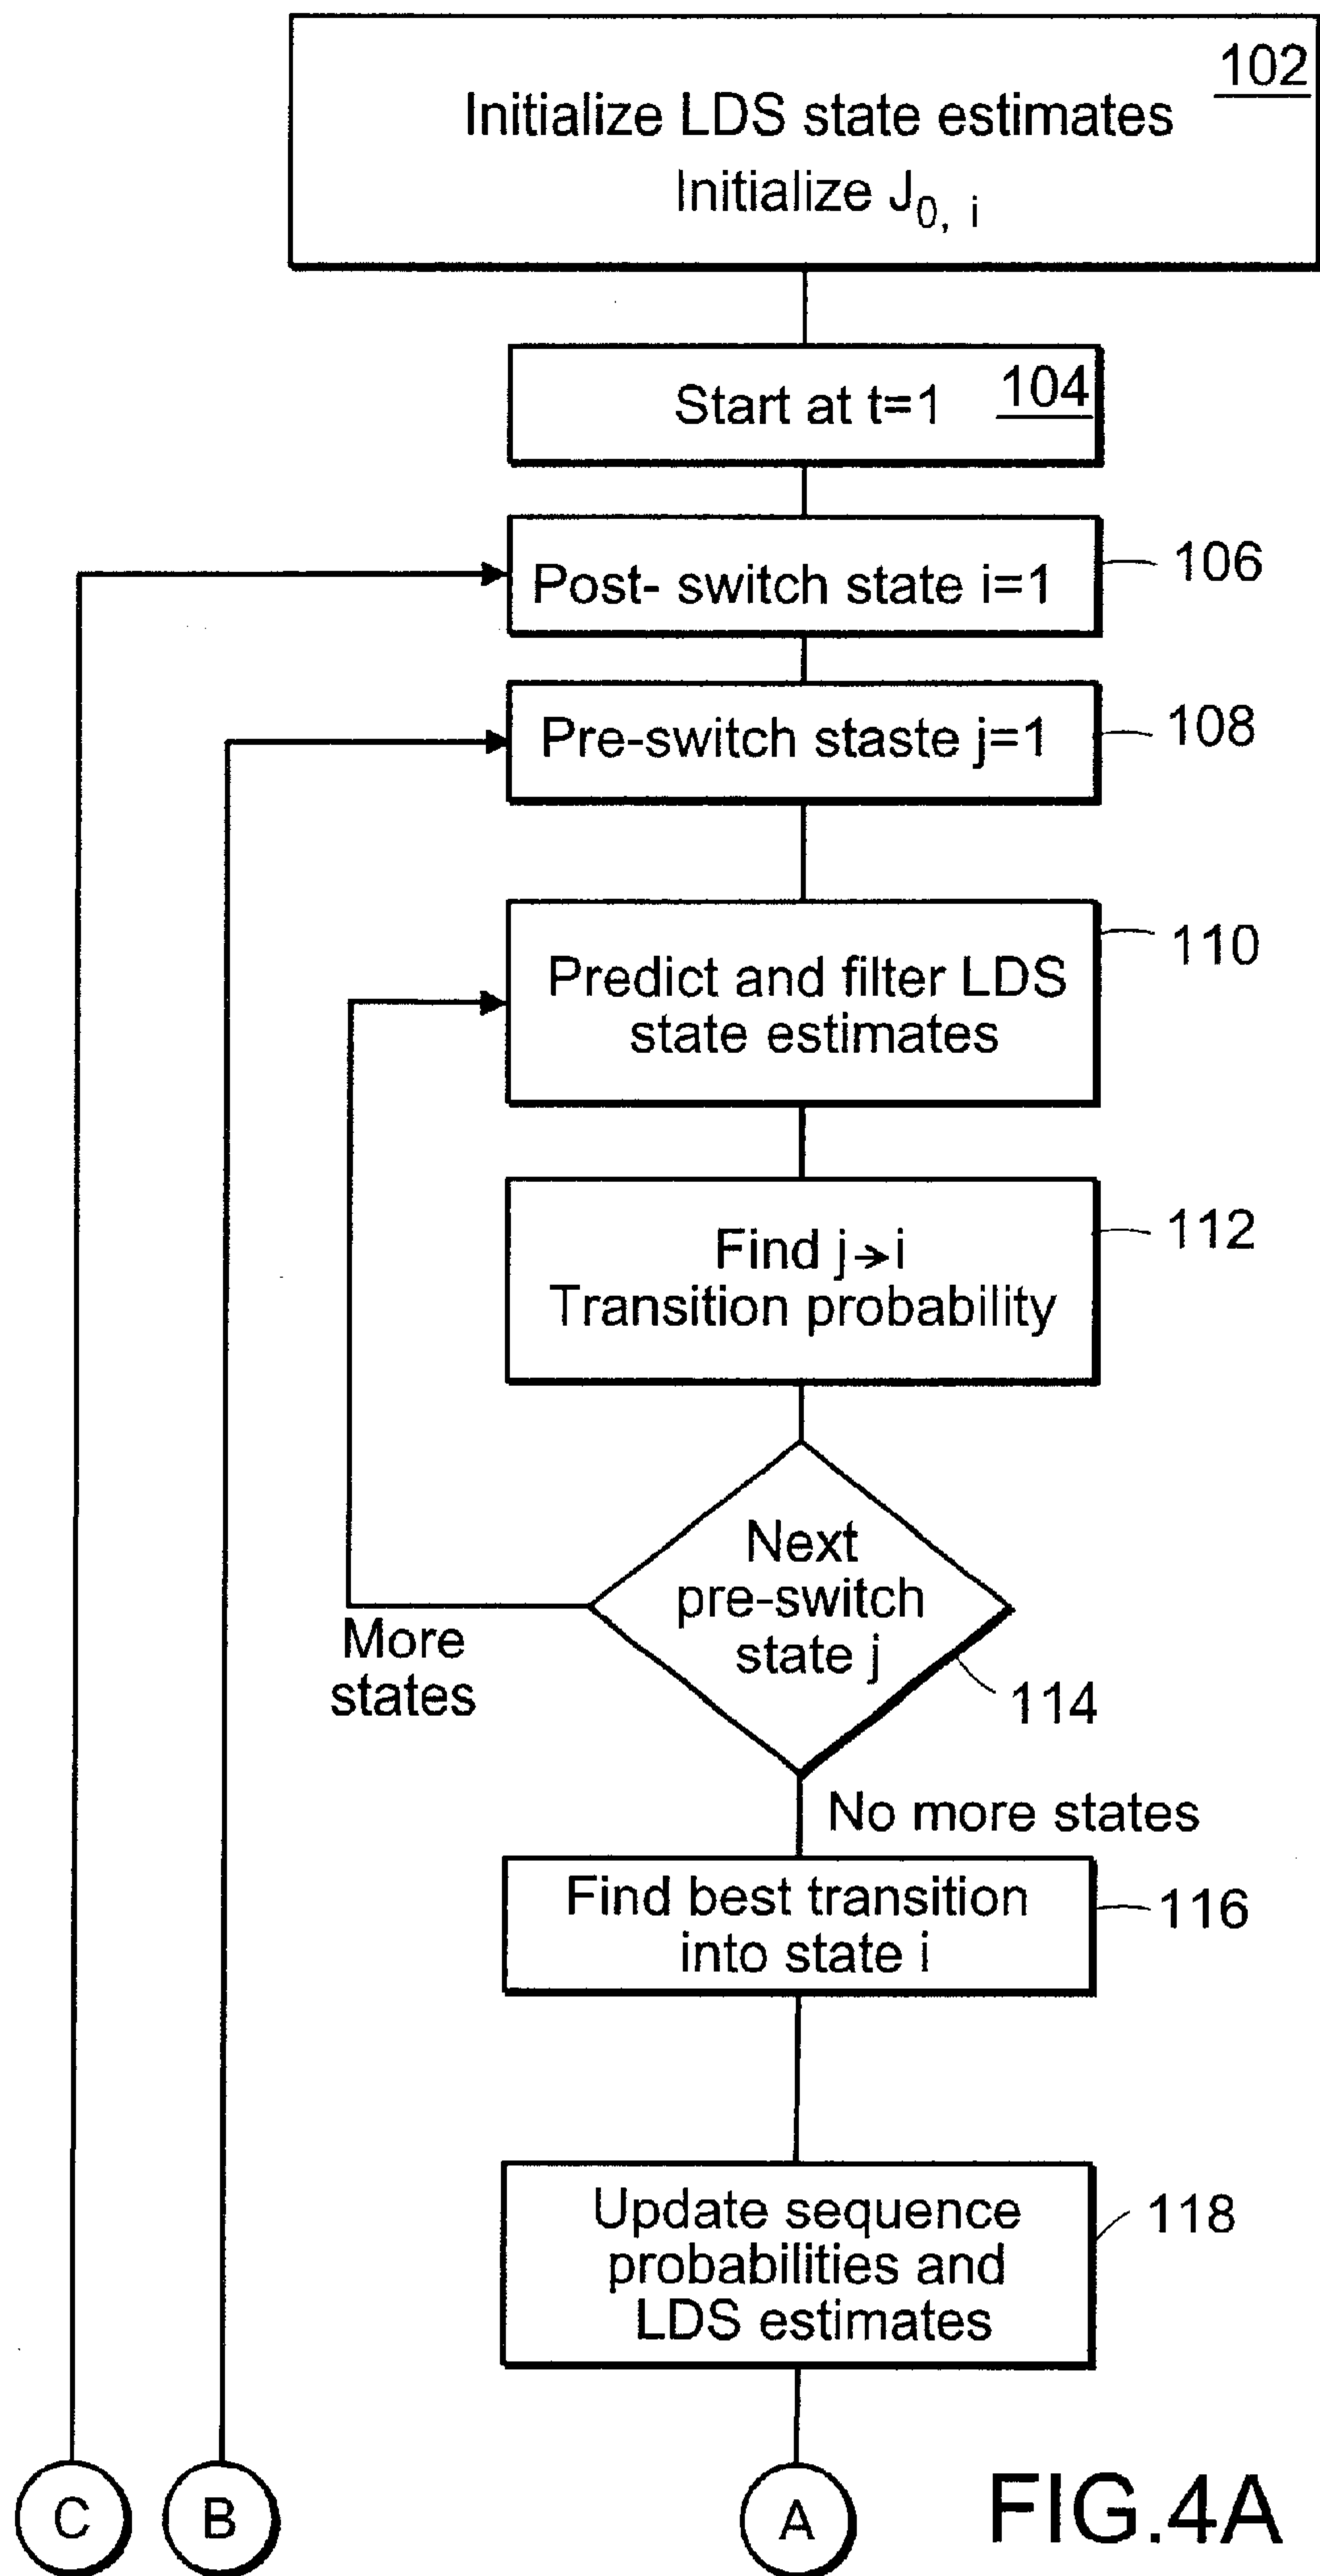 102
Initialize LDS state estimates
Initialize J0, i
104
Start at t=1
106
Post- switch state i=1
108
Pre-switch staste j=1
110
Predict and filter LDS
state estimates
112
Find j→i
Transition probability
Next
pre-switch
state j
More
states
114
No more states
Find best transition
into state i
116
Update sequence
probabilities and
LDS estimates
118
C
B
A
FIG.4A